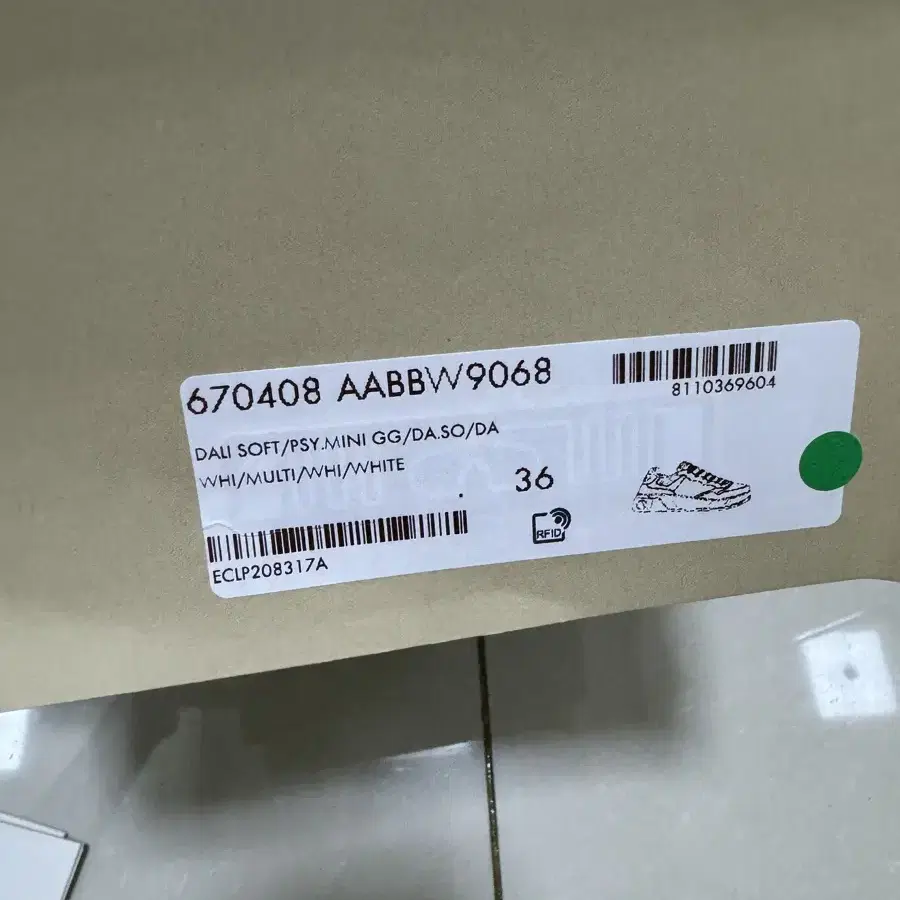 670408 AABBW9068
8110369604
DALI SOFT/PSY.MINI GG/DA.SO/DA
WHI/MULTI/WHI/WHITE
36
RFID
ECLP208317A